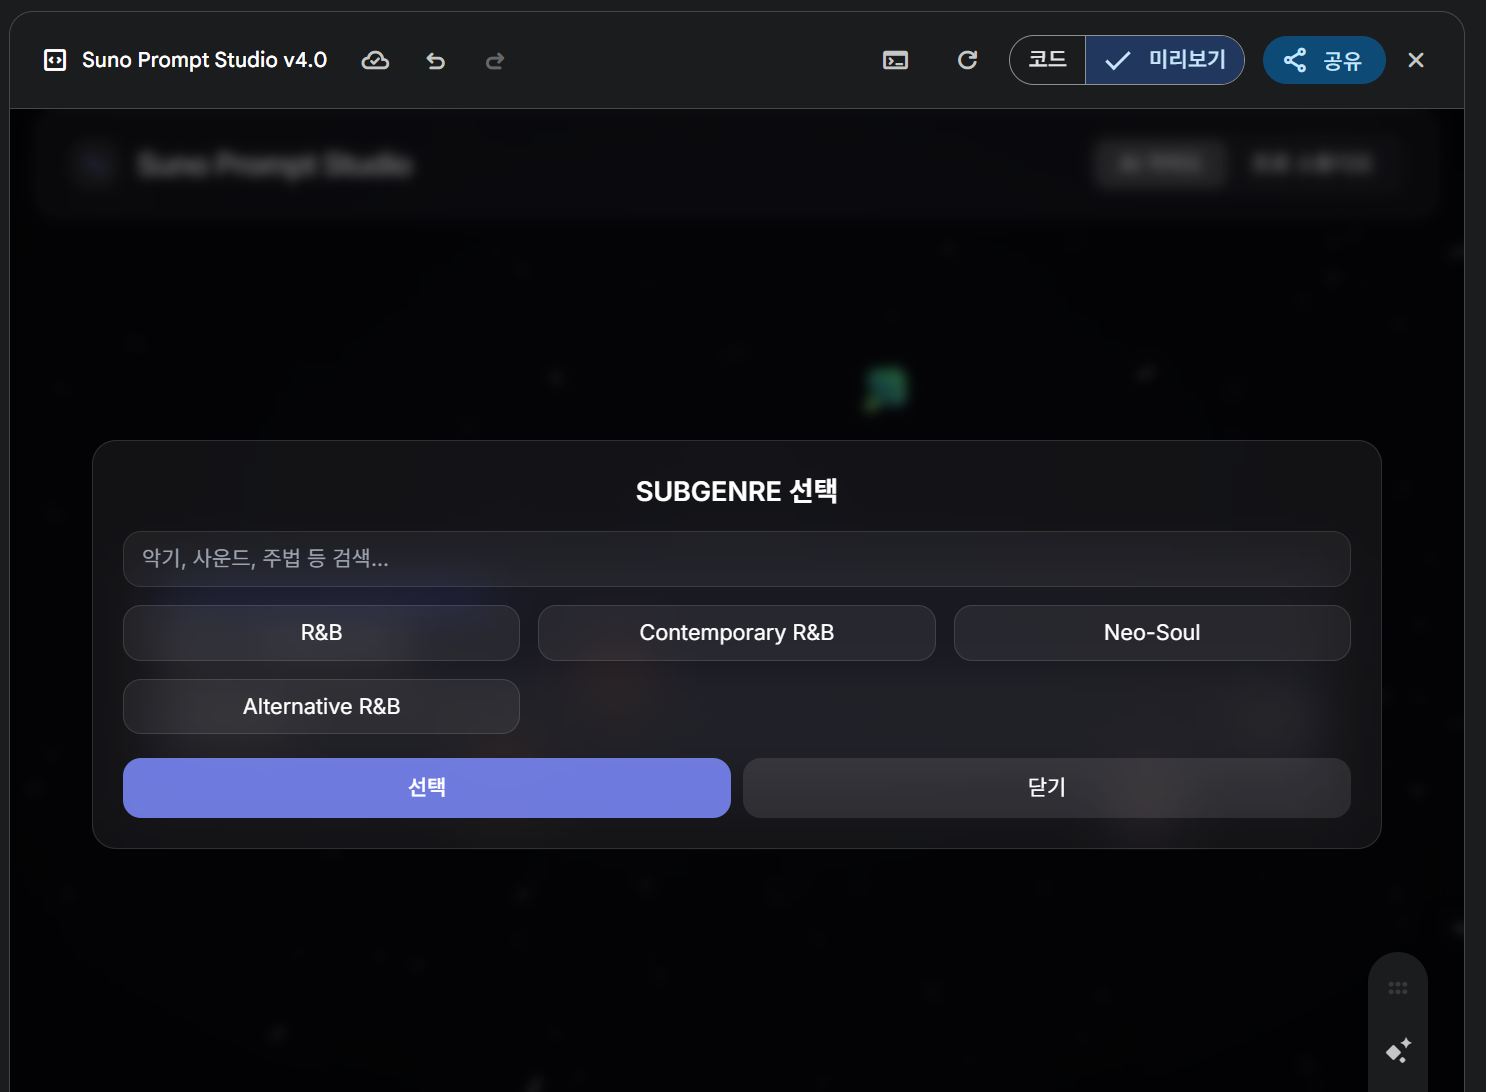 Suno Prompt Studio v4.0
코드
미리보기
공유
Suno Prompt Studio
SUBGENRE 선택
악기, 사운드, 주법 등 검색...
R&B
Contemporary R&B
Neo-Soul
Alternative R&B
선택
닫기